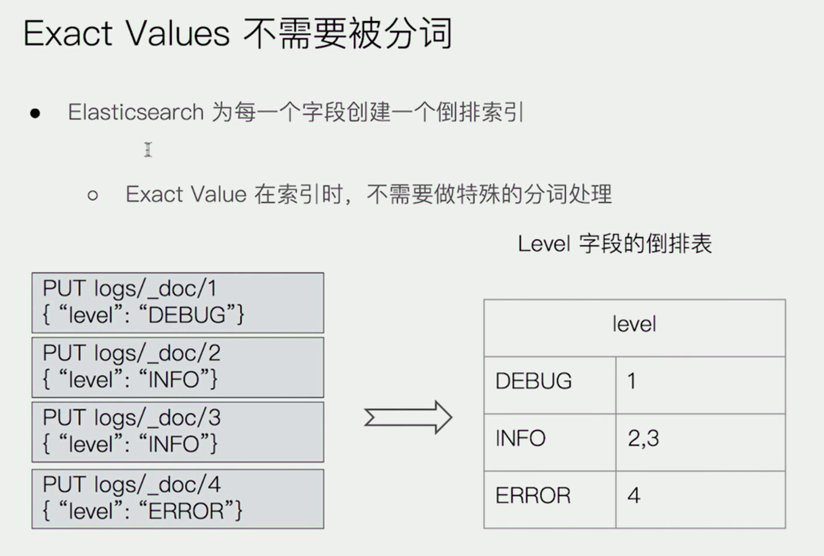 Exact Values 不需要被分词
● Elasticsearch 为每一个字段创建一个倒排索引
○ Exact Value 在索引时，不需要做特殊的分词处理
Level 字段的倒排表
PUT logs/_doc/1
{ “level”: “DEBUG”}
PUT logs/_doc/2
{ “level”: “INFO”}
PUT logs/_doc/3
{ “level”: “INFO”}
PUT logs/_doc/4
{ “level”: “ERROR”}
level
DEBUG 1
INFO 2,3
ERROR 4